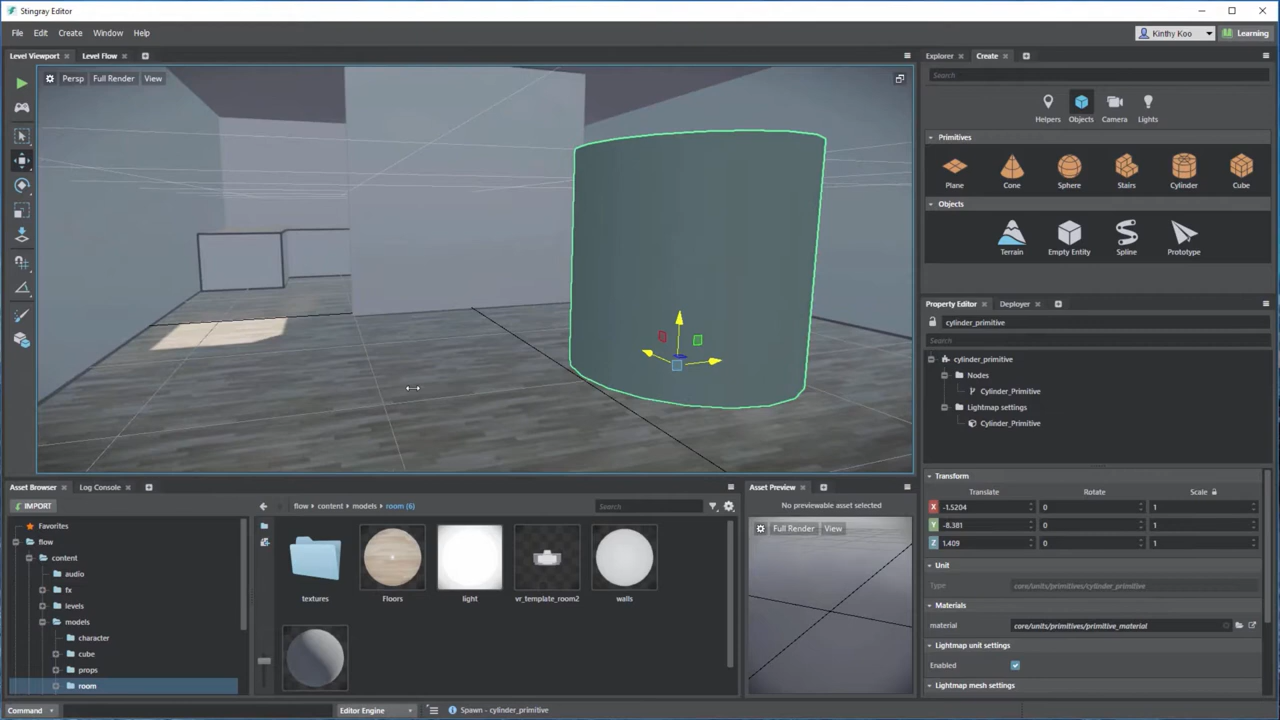 Stingray Editor
File Edit Create Window Help
Kinthy Koo
Learning
Level Viewport
Level Flow
Persp Full Render View
Explorer
Create
Search
Helpers Objects Camera Lights
Primitives
Plane Cone Sphere Stairs Cylinder Cube
Objects
Terrain Empty Entity Spline Prototype
Property Editor
Deployer
cylinder_primitive
Search
cylinder_primitive
Nodes
Cylinder_Primitive
Lightmap settings
Cylinder_Primitive
Transform
Translate Rotate Scale
X -1.5204 0 1
Y -8.381 0 1
Z 1.409 0 1
Unit
Type core/units/primitives/cylinder_primitive
Materials
material core/units/primitives/primitive_material
Lightmap unit settings
Enabled
Lightmap mesh settings
Asset Browser
Log Console
IMPORT
flow content models room (6)
Search
Favorites
flow
content
audio
fx
levels
models
character
cube
props
room
textures Floors light vr_template_room2 walls
Asset Preview
No previewable asset selected
Full Render View
Command
Editor Engine
Spawn - cylinder_primitive